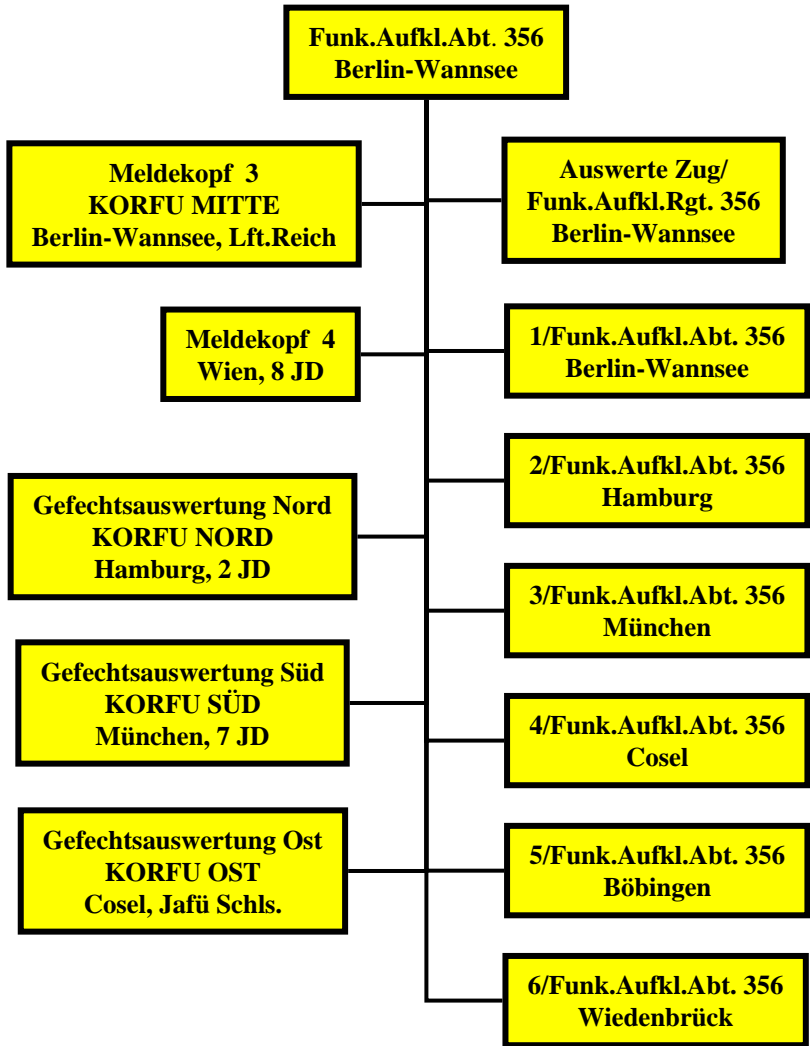 Funk.Aufkl.Abt. 356
Berlin-Wannsee
Meldekopf 3
KORFU MITTE
Berlin-Wannsee, Lft.Reich
Auswerte Zug/
Funk.Aufkl.Rgt. 356
Berlin-Wannsee
Meldekopf 4
Wien, 8 JD
1/Funk.Aufkl.Abt. 356
Berlin-Wannsee
2/Funk.Aufkl.Abt. 356
Hamburg
Gefechtsauswertung Nord
KORFU NORD
Hamburg, 2 JD
3/Funk.Aufkl.Abt. 356
München
Gefechtsauswertung Süd
KORFU SÜD
München, 7 JD
4/Funk.Aufkl.Abt. 356
Cosel
Gefechtsauswertung Ost
KORFU OST
Cosel, Jafü Schls.
5/Funk.Aufkl.Abt. 356
Böbingen
6/Funk.Aufkl.Abt. 356
Wiedenbrück